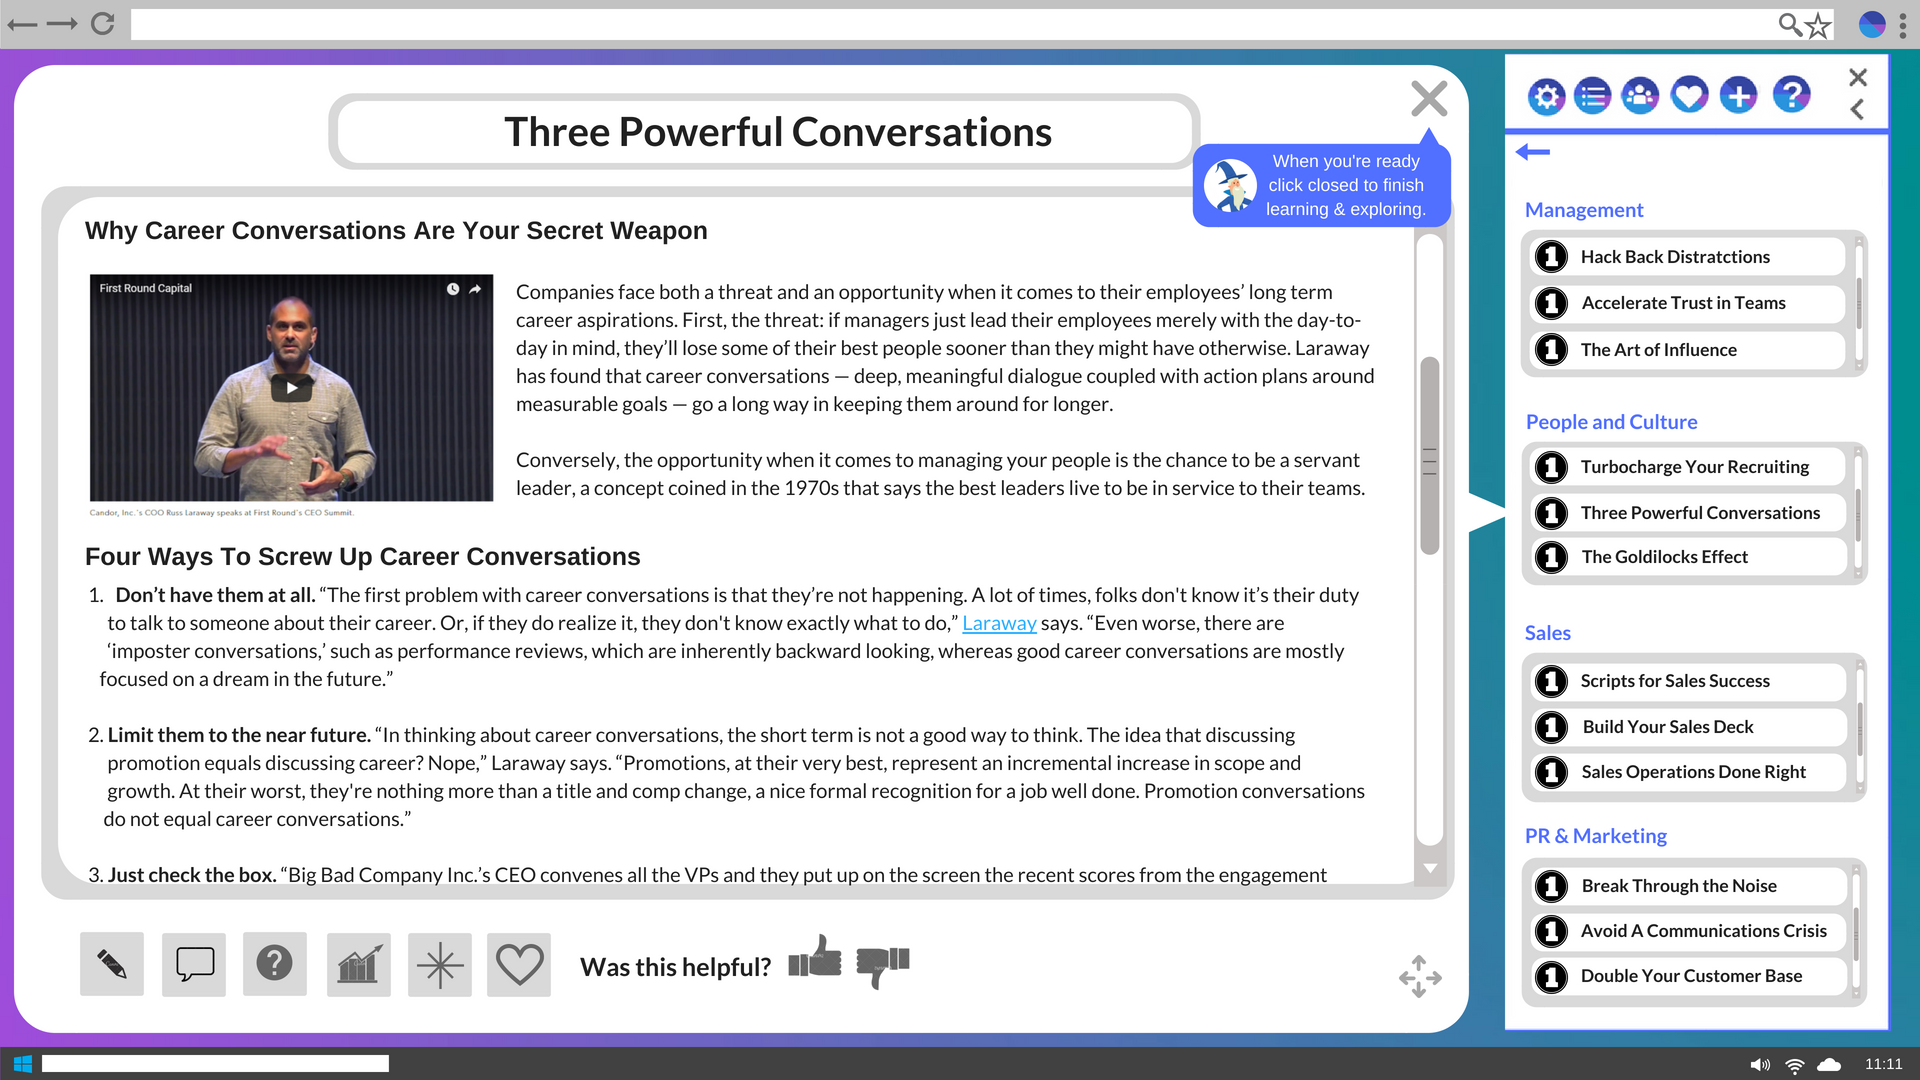 Three Powerful Conversations
When you're ready
click closed to finish
learning & exploring.
Why Career Conversations Are Your Secret Weapon
First Round Capital
Candor, Inc.'s COO Russ Laraway speaks at First Round's CEO Summit.
Companies face both a threat and an opportunity when it comes to their employees’ long term
career aspirations. First, the threat: if managers just lead their employees merely with the day-to-
day in mind, they’ll lose some of their best people sooner than they might have otherwise. Laraway
has found that career conversations — deep, meaningful dialogue coupled with action plans around
measurable goals — go a long way in keeping them around for longer.
Conversely, the opportunity when it comes to managing your people is the chance to be a servant
leader, a concept coined in the 1970s that says the best leaders live to be in service to their teams.
Four Ways To Screw Up Career Conversations
1. Don’t have them at all. “The first problem with career conversations is that they’re not happening. A lot of times, folks don't know it’s their duty
to talk to someone about their career. Or, if they do realize it, they don't know exactly what to do,” Laraway says. “Even worse, there are
‘imposter conversations,’ such as performance reviews, which are inherently backward looking, whereas good career conversations are mostly
focused on a dream in the future.”
2. Limit them to the near future. “In thinking about career conversations, the short term is not a good way to think. The idea that discussing
promotion equals discussing career? Nope,” Laraway says. “Promotions, at their very best, represent an incremental increase in scope and
growth. At their worst, they're nothing more than a title and comp change, a nice formal recognition for a job well done. Promotion conversations
do not equal career conversations.”
3. Just check the box. “Big Bad Company Inc.’s CEO convenes all the VPs and they put up on the screen the recent scores from the engagement
Was this helpful?
Management
1 Hack Back Distratctions
1 Accelerate Trust in Teams
1 The Art of Influence
People and Culture
1 Turbocharge Your Recruiting
1 Three Powerful Conversations
1 The Goldilocks Effect
Sales
1 Scripts for Sales Success
1 Build Your Sales Deck
1 Sales Operations Done Right
PR & Marketing
1 Break Through the Noise
1 Avoid A Communications Crisis
1 Double Your Customer Base
11:11